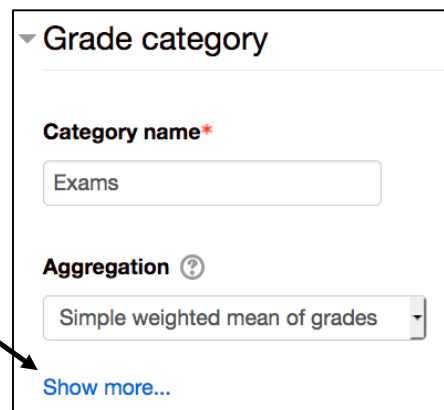 Grade category
Category name*
Exams
Aggregation ?
Simple weighted mean of grades
Show more...